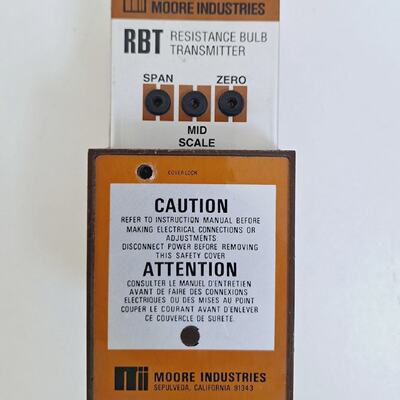 MOORE INDUSTRIES
RBT RESISTANCE BULB
TRANSMITTER
SPAN ZERO
MID
SCALE
COVER LOCK
CAUTION
REFER TO INSTRUCTION MANUAL BEFORE
MAKING ELECTRICAL CONNECTIONS OR
ADJUSTMENTS.
DISCONNECT POWER BEFORE REMOVING
THIS SAFETY COVER
ATTENTION
CONSULTER LE MANUEL D'ENTRETIEN
AVANT DE FAIRE DES CONNEXIONS
ELECTRIQUES OU DES MISES AU POINT
COUPER LE COURANT AVANT D'ENLEVER
CE COUVERCLE DE SURETE.
MOORE INDUSTRIES
SEPULVEDA, CALIFORNIA 91343